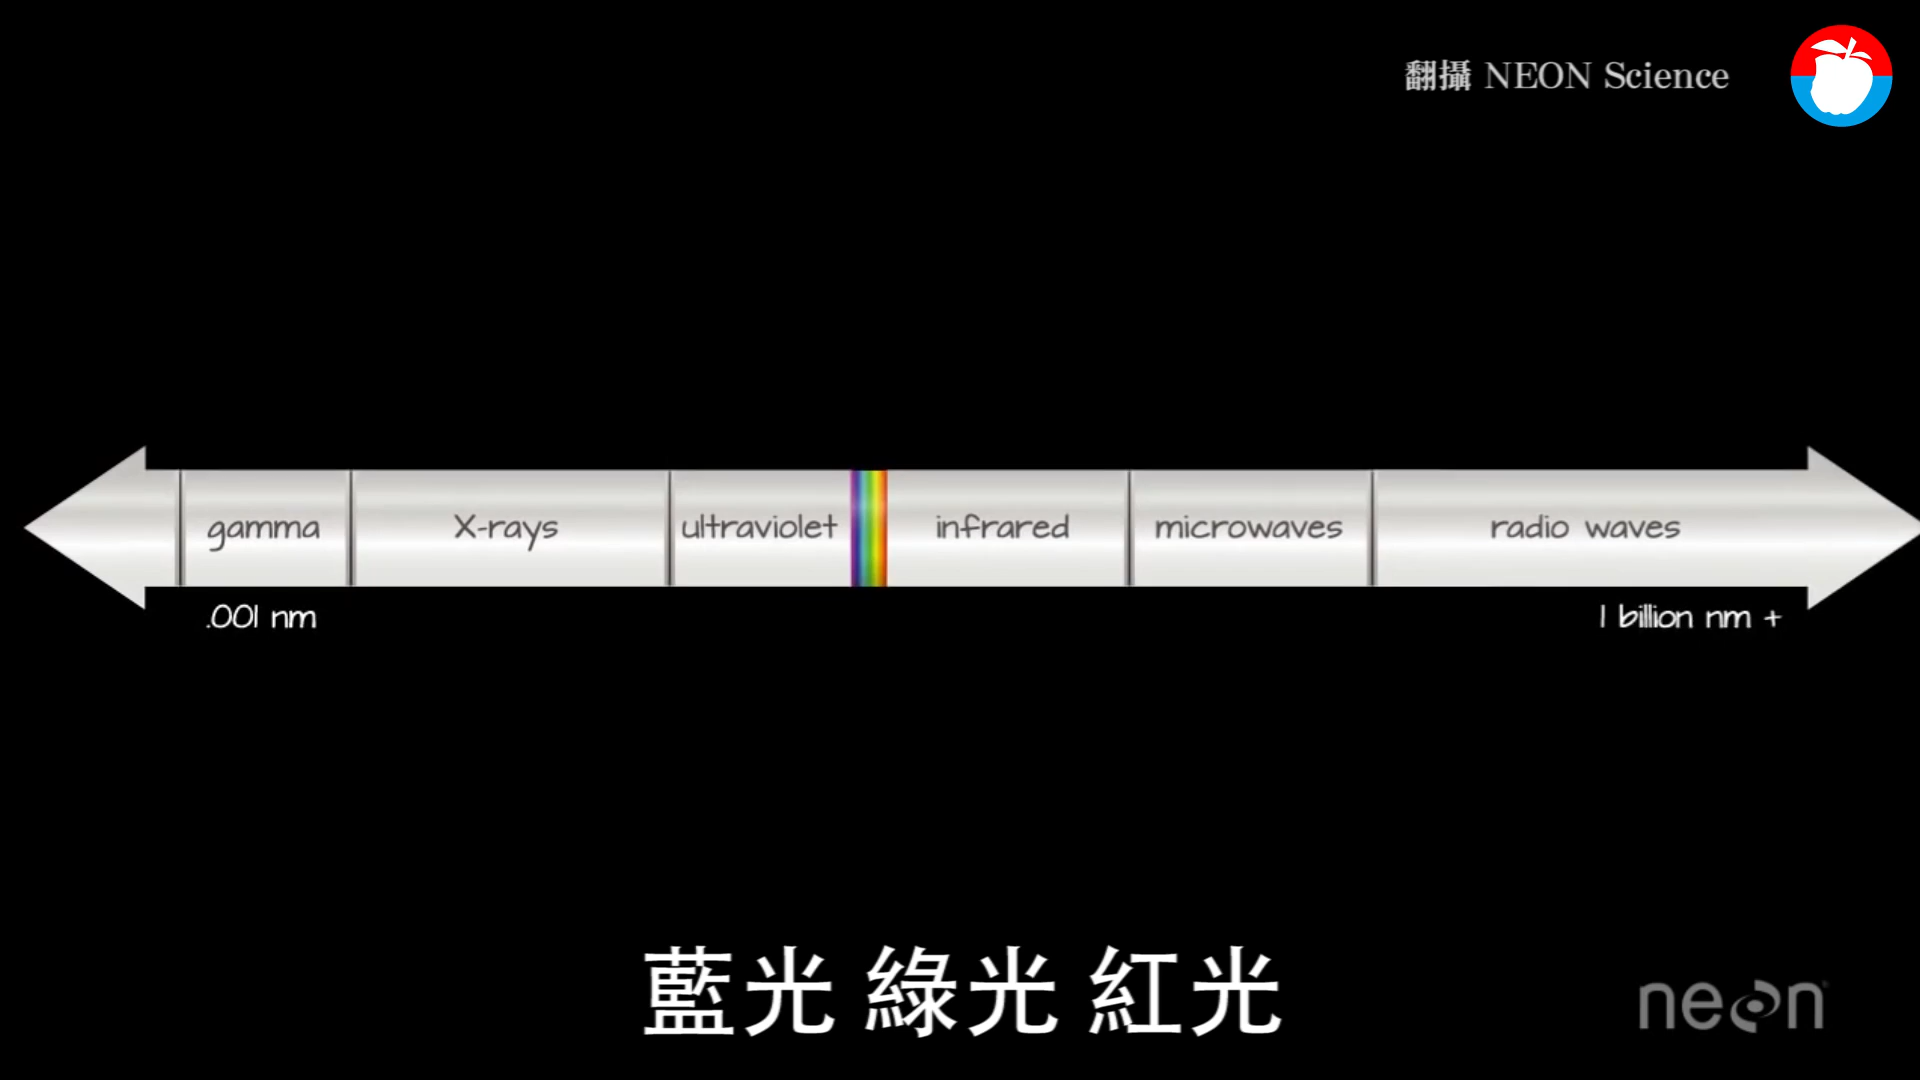 翻攝 NEON Science
gamma X-rays ultraviolet infrared microwaves radio waves
.001 nm 1 billion nm +
藍光 綠光 紅光
neon